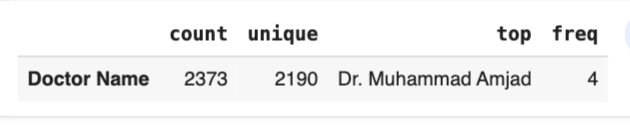 count unique top freq
Doctor Name 2373 2190 Dr. Muhammad Amjad 4